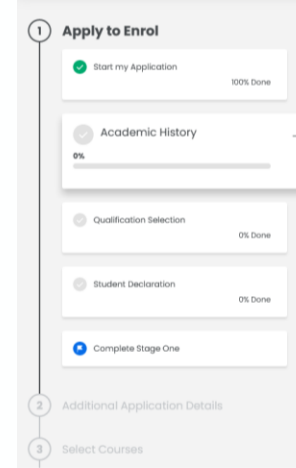 1 Apply to Enrol
Start my Application
100% Done
Academic History
0%
Qualification Selection
0% Done
Student Declaration
0% Done
Complete Stage One
2 Additional Application Details
3 Select Courses